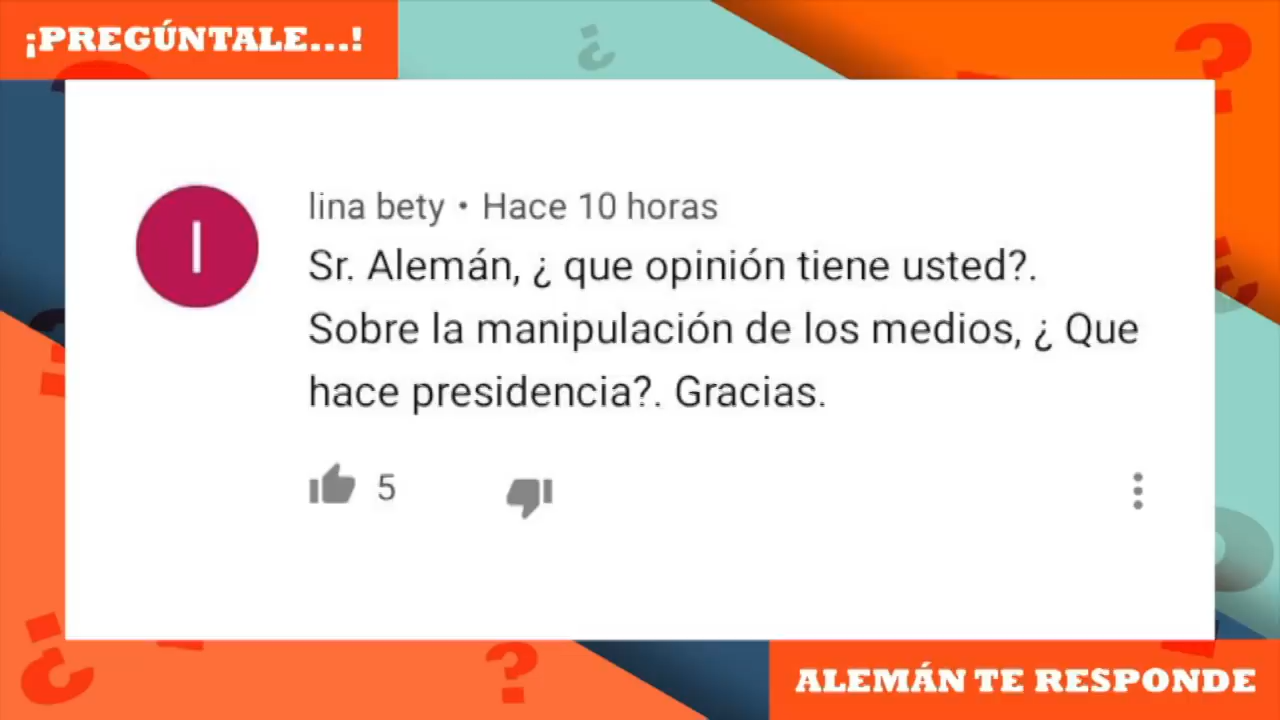 ¡PREGÚNTALE...!
l
lina bety • Hace 10 horas
Sr. Alemán, ¿ que opinión tiene usted?.
Sobre la manipulación de los medios, ¿ Que
hace presidencia?. Gracias.
5
ALEMÁN TE RESPONDE